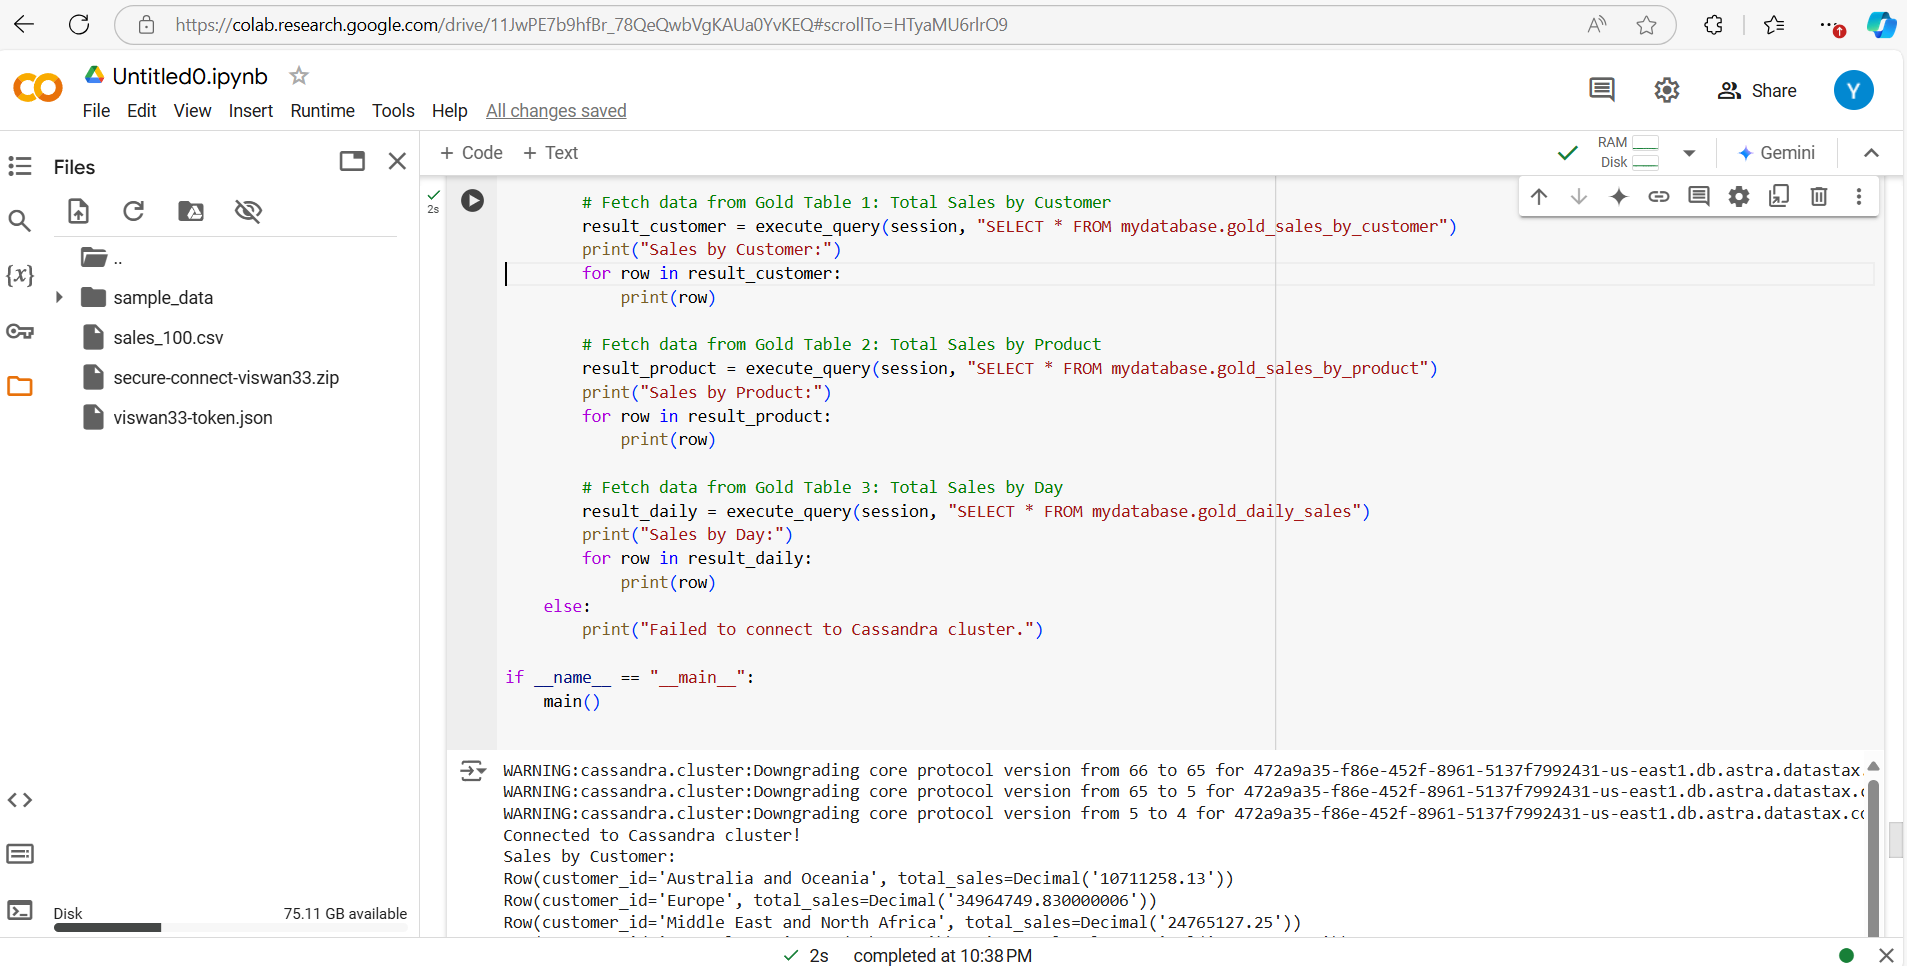 https://colab.research.google.com/drive/11JwPE7b9hfBr_78QeQwbVgKAUa0YvKEQ#scrollTo=HTyaMU6rlrO9
Untitled0.ipynb
File Edit View Insert Runtime Tools Help All changes saved
Share
Y
Files
+ Code + Text
RAM
Disk
Gemini
..
sample_data
sales_100.csv
secure-connect-viswan33.zip
viswan33-token.json
{x}
Disk 75.11 GB available
2s
# Fetch data from Gold Table 1: Total Sales by Customer
result_customer = execute_query(session, "SELECT * FROM mydatabase.gold_sales_by_customer")
print("Sales by Customer:")
for row in result_customer:
print(row)
# Fetch data from Gold Table 2: Total Sales by Product
result_product = execute_query(session, "SELECT * FROM mydatabase.gold_sales_by_product")
print("Sales by Product:")
for row in result_product:
print(row)
# Fetch data from Gold Table 3: Total Sales by Day
result_daily = execute_query(session, "SELECT * FROM mydatabase.gold_daily_sales")
print("Sales by Day:")
for row in result_daily:
print(row)
else:
print("Failed to connect to Cassandra cluster.")
if __name__ == "__main__":
main()
WARNING:cassandra.cluster:Downgrading core protocol version from 66 to 65 for 472a9a35-f86e-452f-8961-5137f7992431-us-east1.db.astra.datastax.
WARNING:cassandra.cluster:Downgrading core protocol version from 65 to 5 for 472a9a35-f86e-452f-8961-5137f7992431-us-east1.db.astra.datastax.c
WARNING:cassandra.cluster:Downgrading core protocol version from 5 to 4 for 472a9a35-f86e-452f-8961-5137f7992431-us-east1.db.astra.datastax.co
Connected to Cassandra cluster!
Sales by Customer:
Row(customer_id='Australia and Oceania', total_sales=Decimal('10711258.13'))
Row(customer_id='Europe', total_sales=Decimal('34964749.830000006'))
Row(customer_id='Middle East and North Africa', total_sales=Decimal('24765127.25'))
2s completed at 10:38 PM